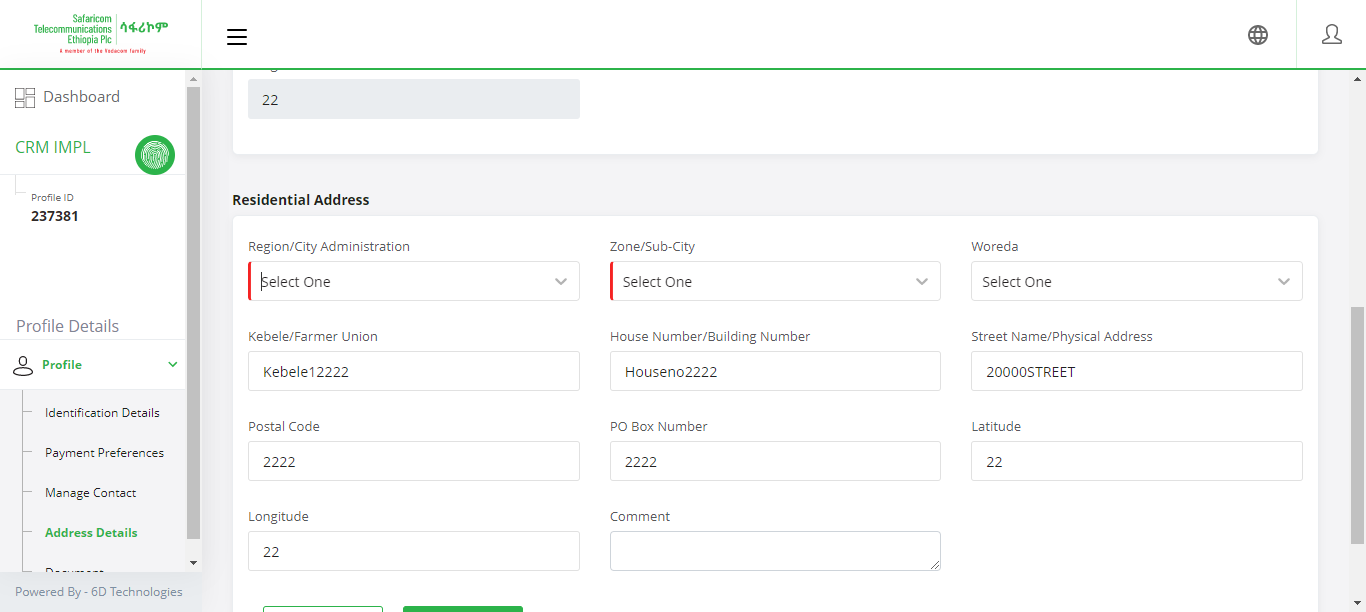 Safaricom
Telecommunications
Ethiopia Plc
ሳፋሪኮም
A member of the Vodacom family
Dashboard
CRM IMPL
Profile ID
237381
Profile Details
Profile
Identification Details
Payment Preferences
Manage Contact
Address Details
Document
Powered By - 6D Technologies
22
Residential Address
Region/City Administration
Zone/Sub-City
Woreda
Select One
Select One
Select One
Kebele/Farmer Union
House Number/Building Number
Street Name/Physical Address
Kebele12222
Houseno2222
20000STREET
Postal Code
PO Box Number
Latitude
2222
2222
22
Longitude
Comment
22